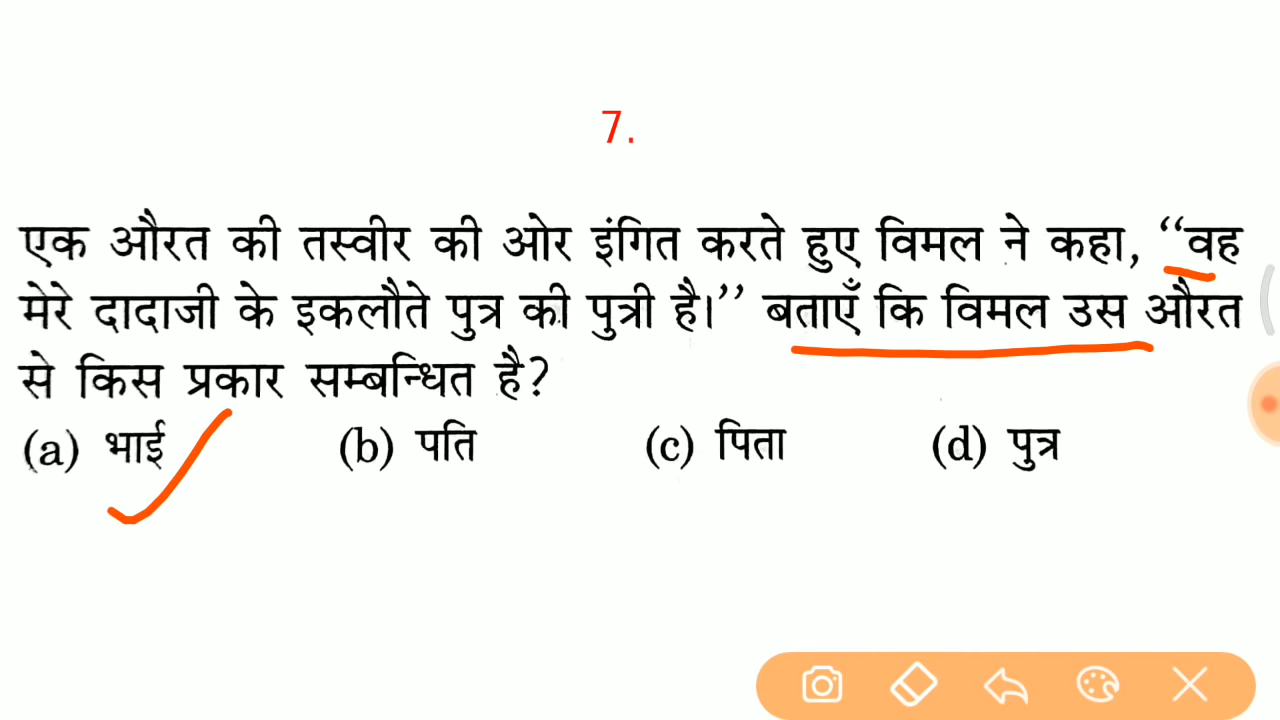 7.
एक औरत की तस्वीर की ओर इंगित करते हुए विमल ने कहा, “वह
मेरे दादाजी के इकलौते पुत्र की पुत्री है।” बताएँ कि विमल उस औरत
से किस प्रकार सम्बन्धित है?
(a) भाई (b) पति (c) पिता (d) पुत्र